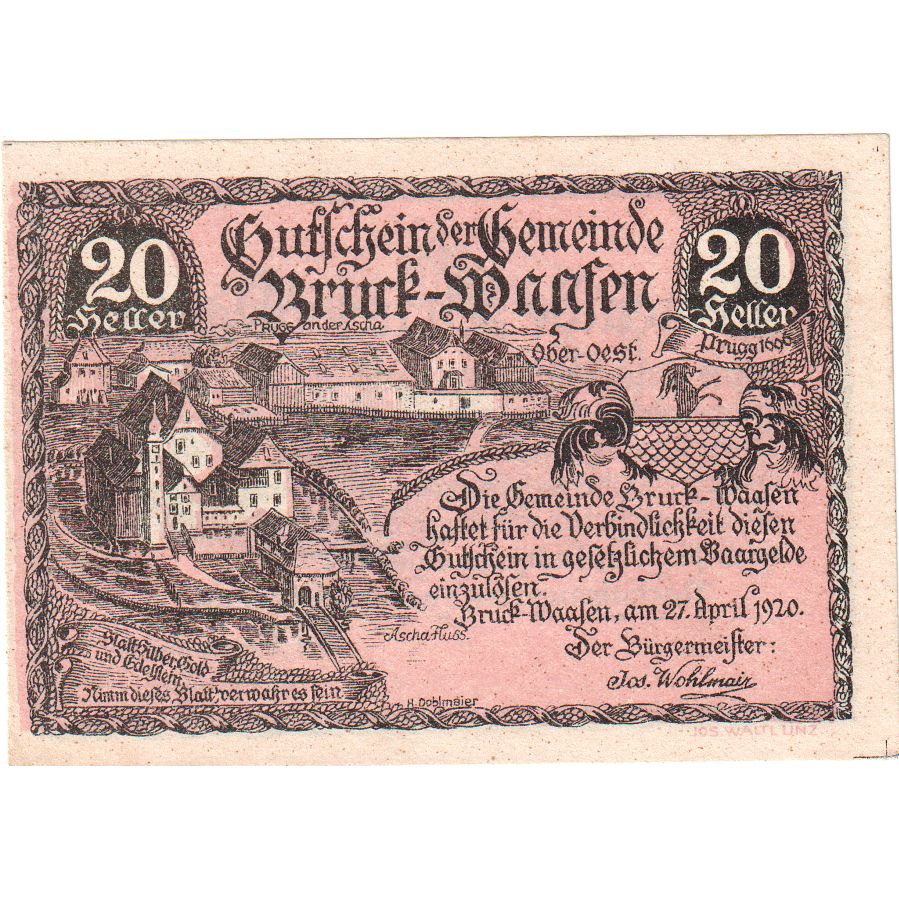 Gutschein der Gemeinde
Bruck-Waasen
20
Heller
20
Heller
PRUGG an der Ascha
Ober-Oest.
Prugg 1606
Die Gemeinde Bruck-Waasen
haftet für die Verbindlichkeit diesen
Gutschein in gesetzlichem Baargelde
einzulösen.
Bruck-Waasen, am 27. April 1920.
Der Bürgermeister:
Jos. Wohlmair
Ascha Fluss.
Statt Silber, Gold
und Edelstein
Nimm dieses Blatt verwahr es fein
H. Doblmaier
JOS. WALTL LINZ